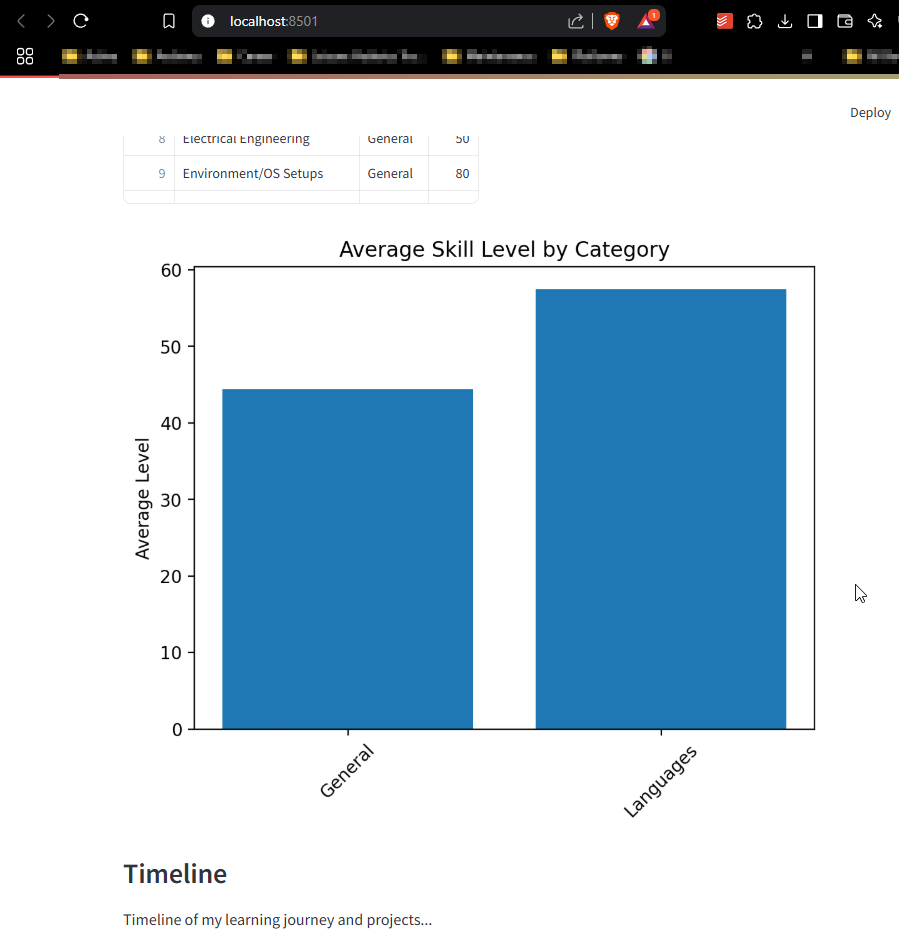 localhost:8501
1
Deploy
8 Electrical Engineering General 50
9 Environment/OS Setups General 80
Average Skill Level by Category
60
50
40
30
20
10
0
Average Level
General
Languages
Timeline
Timeline of my learning journey and projects...